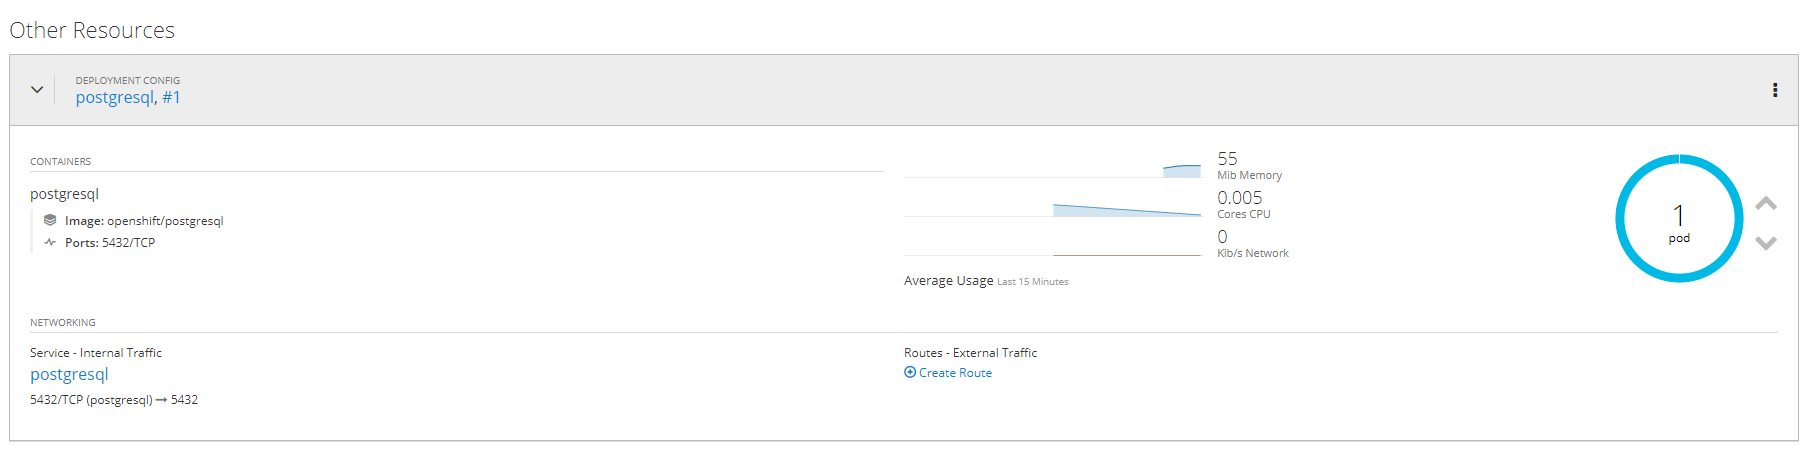 Other Resources
DEPLOYMENT CONFIG
postgresql, #1
CONTAINERS
postgresql
Image: openshift/postgresql
Ports: 5432/TCP
55
Mib Memory
0.005
Cores CPU
0
Kib/s Network
Average Usage Last 15 Minutes
1
pod
NETWORKING
Service - Internal Traffic
postgresql
5432/TCP (postgresql) → 5432
Routes - External Traffic
Create Route